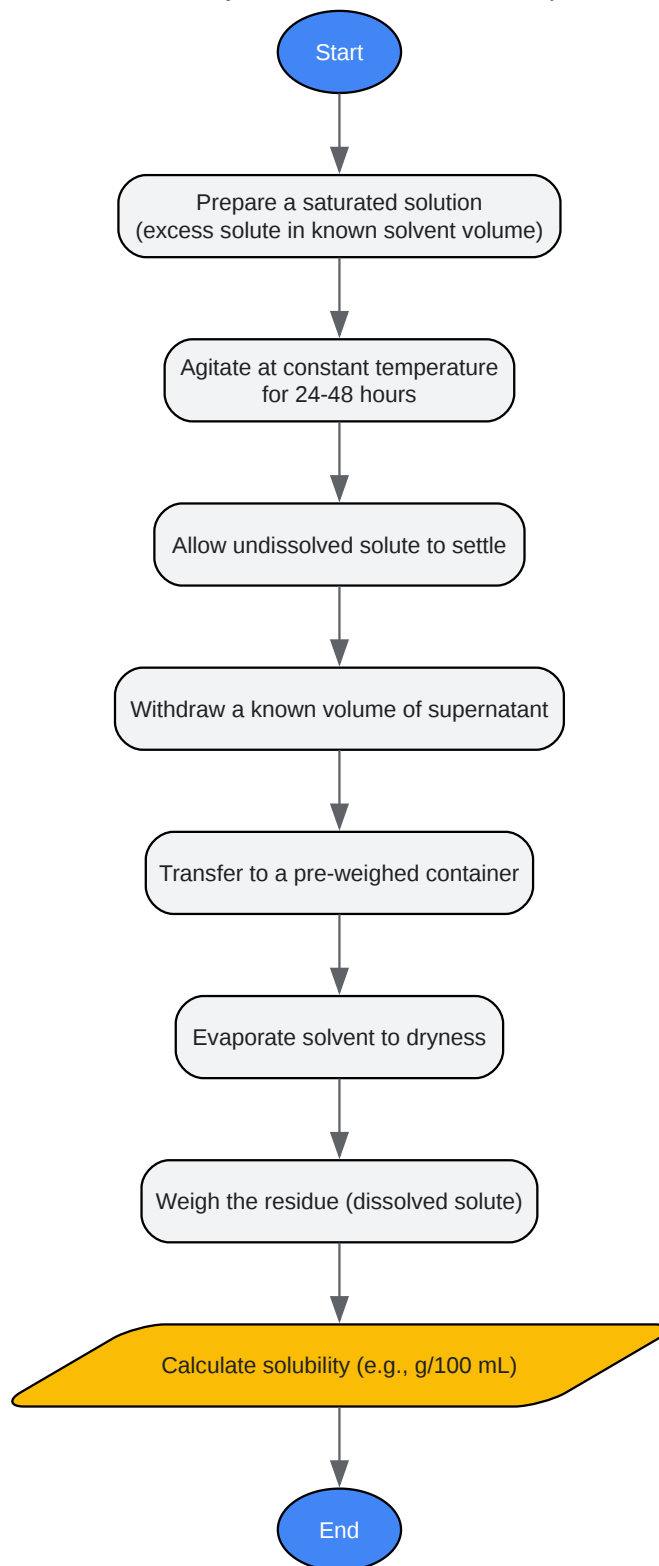 Start
Prepare a saturated solution
(excess solute in known solvent volume)
Agitate at constant temperature
for 24-48 hours
Allow undissolved solute to settle
Withdraw a known volume of supernatant
Transfer to a pre-weighed container
Evaporate solvent to dryness
Weigh the residue (dissolved solute)
Calculate solubility (e.g., g/100 mL)
End